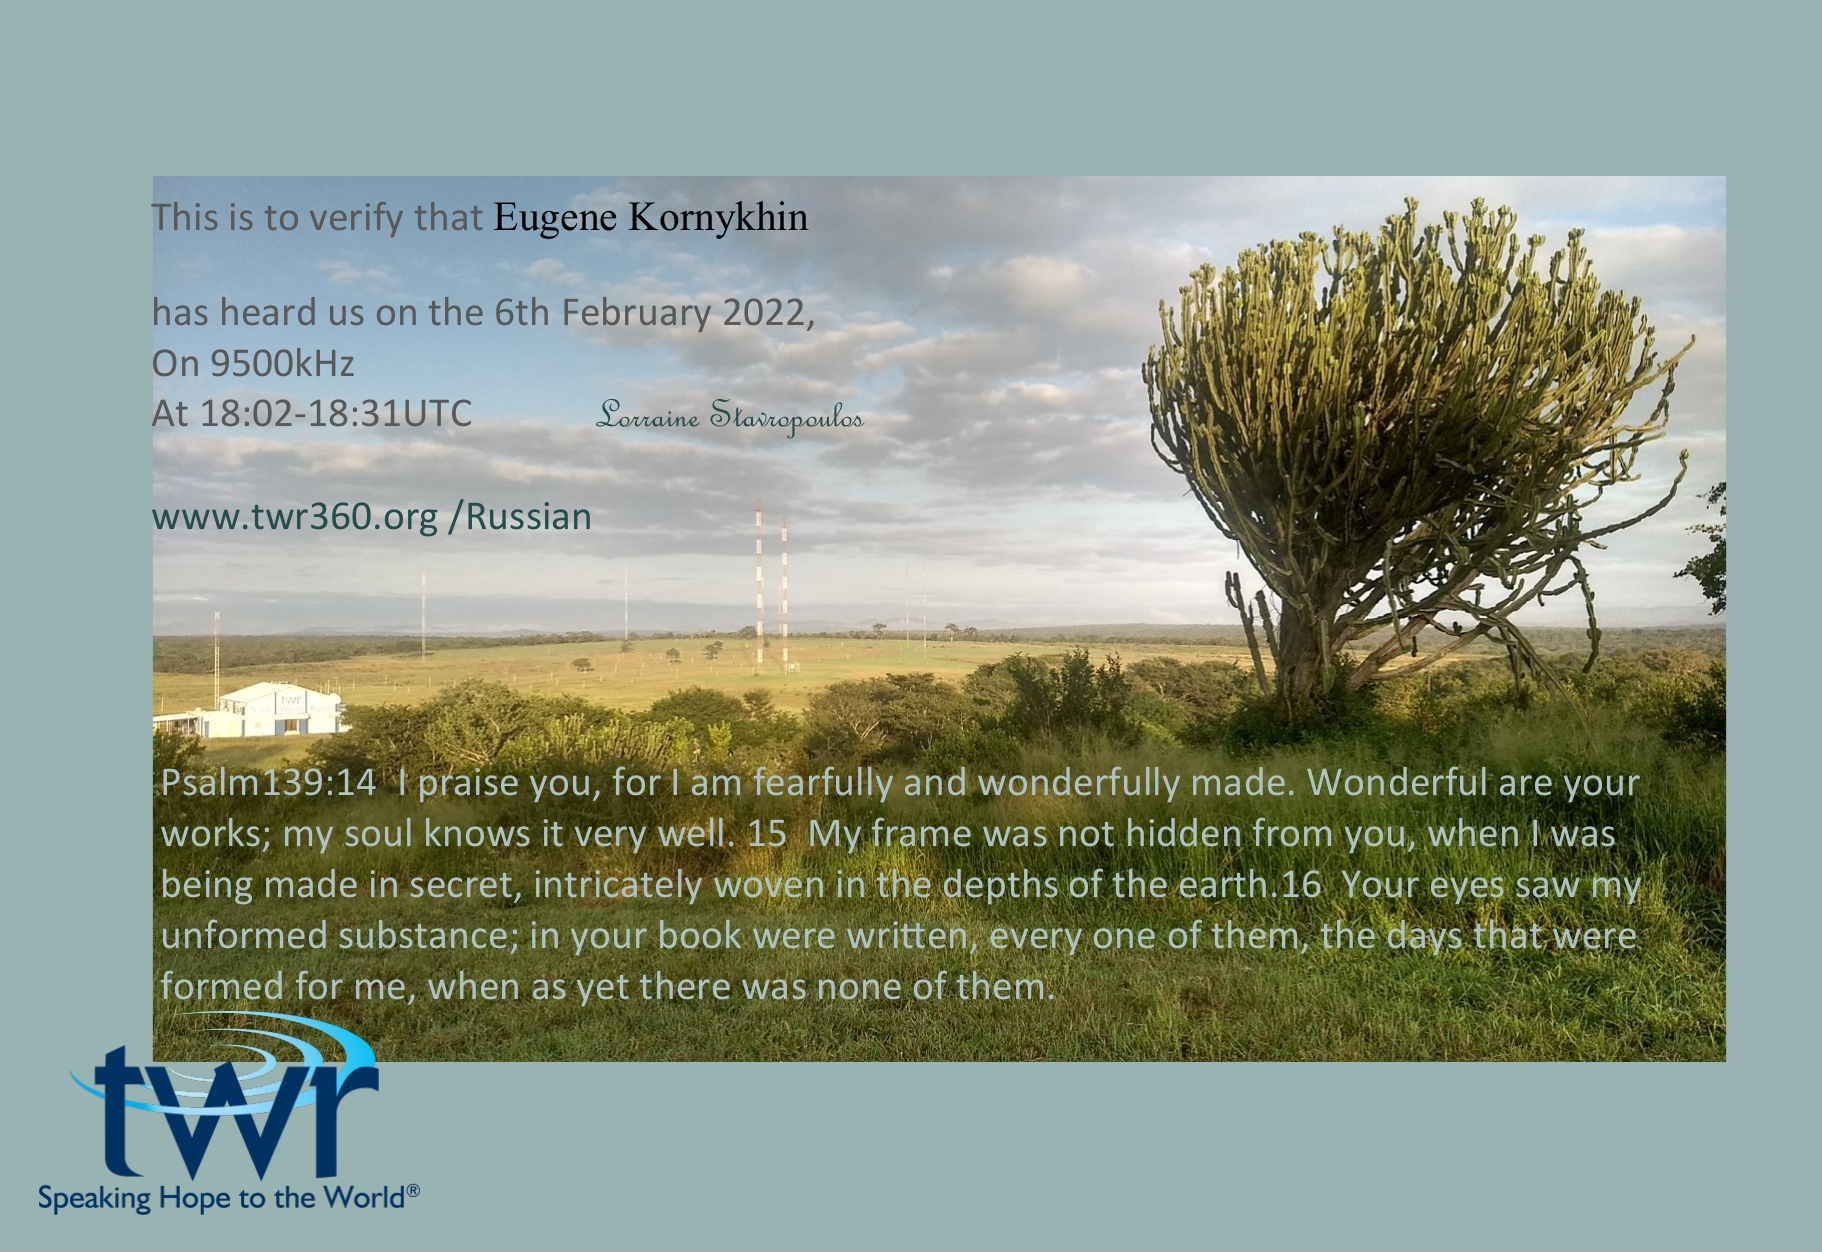 This is to verify that Eugene Kornykhin
has heard us on the 6th February 2022,
On 9500kHz
At 18:02-18:31UTC Lorraine Stavropoulos
www.twr360.org /Russian
twr
Psalm139:14 I praise you, for I am fearfully and wonderfully made. Wonderful are your
works; my soul knows it very well. 15 My frame was not hidden from you, when I was
being made in secret, intricately woven in the depths of the earth.16 Your eyes saw my
unformed substance; in your book were written, every one of them, the days that were
formed for me, when as yet there was none of them.
twr
Speaking Hope to the World®